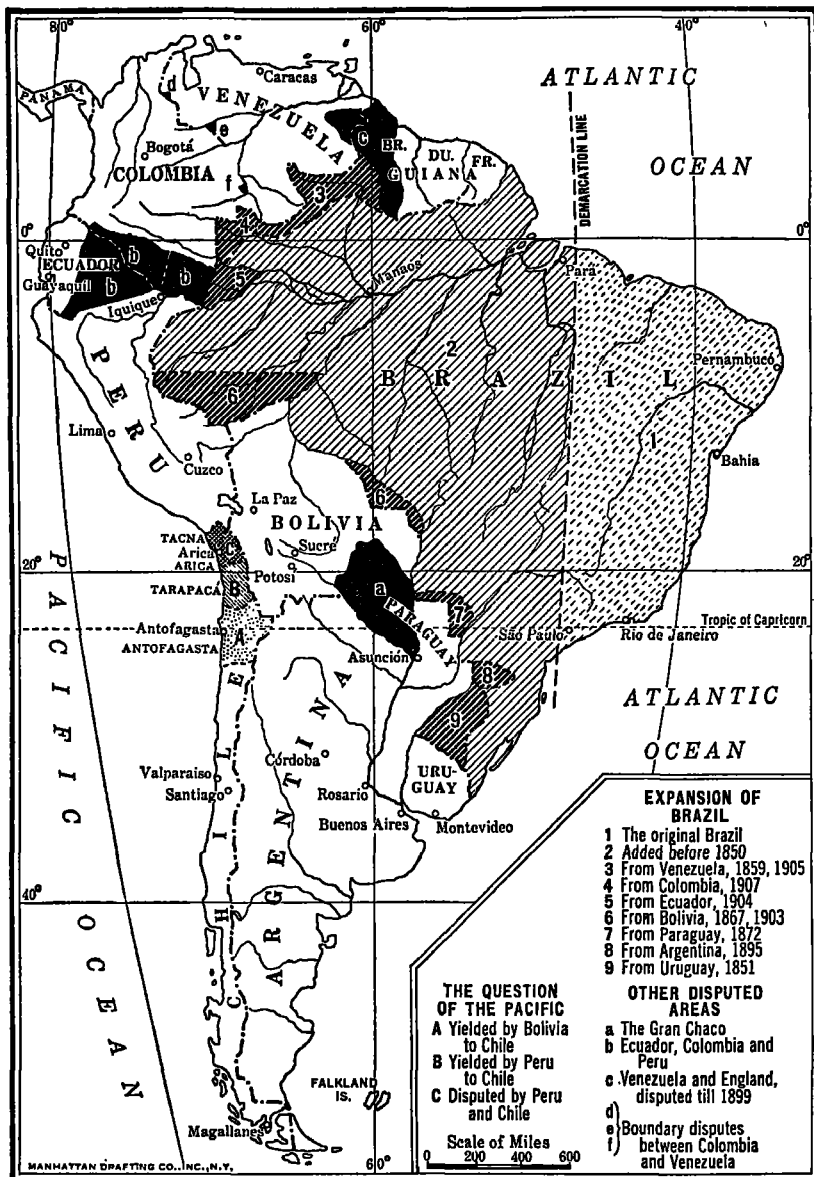 80°
60°
40°
ATLANTIC
OCEAN
DEMARCATION LINE
PANAMA
Caracas
d
VENEZUELA
e
c
BR.
DU.
FR.
GUIANA
Bogotá
COLOMBIA
f
3
4
0°
0°
Quito
ECUADOR
b
b
b
5
Guayaquil
Iquique
Manaos
Pará
PERU
2
BRAZIL
1
Pernambuco
6
Lima
Cuzco
Bahia
La Paz
BOLIVIA
6
TACNA
Arica
ARICA
C
Sucre
Potosí
20°
20°
TARAPACÁ
B
a
PARAGUAY
7
Tropic of Capricorn
Antofagasta
ANTOFAGASTA
A
São Paulo
Rio de Janeiro
Asunción
8
9
PACIFIC OCEAN
CHILE
ARGENTINA
ATLANTIC
OCEAN
Córdoba
URU-
GUAY
Valparaiso
Santiago
Rosario
Buenos Aires
Montevideo
40°
FALKLAND
IS.
Magallanes
60°
EXPANSION OF
BRAZIL
1 The original Brazil
2 Added before 1850
3 From Venezuela, 1859, 1905
4 From Colombia, 1907
5 From Ecuador, 1904
6 From Bolivia, 1867, 1903
7 From Paraguay, 1872
8 From Argentina, 1895
9 From Uruguay, 1851
THE QUESTION
OF THE PACIFIC
A Yielded by Bolivia
to Chile
B Yielded by Peru
to Chile
C Disputed by Peru
and Chile
Scale of Miles
0 200 400 600
OTHER DISPUTED
AREAS
a The Gran Chaco
b Ecuador, Colombia and
Peru
c Venezuela and England,
disputed till 1899
d
e Boundary disputes
f between Colombia
and Venezuela
MANHATTAN DRAFTING CO., INC., N.Y.